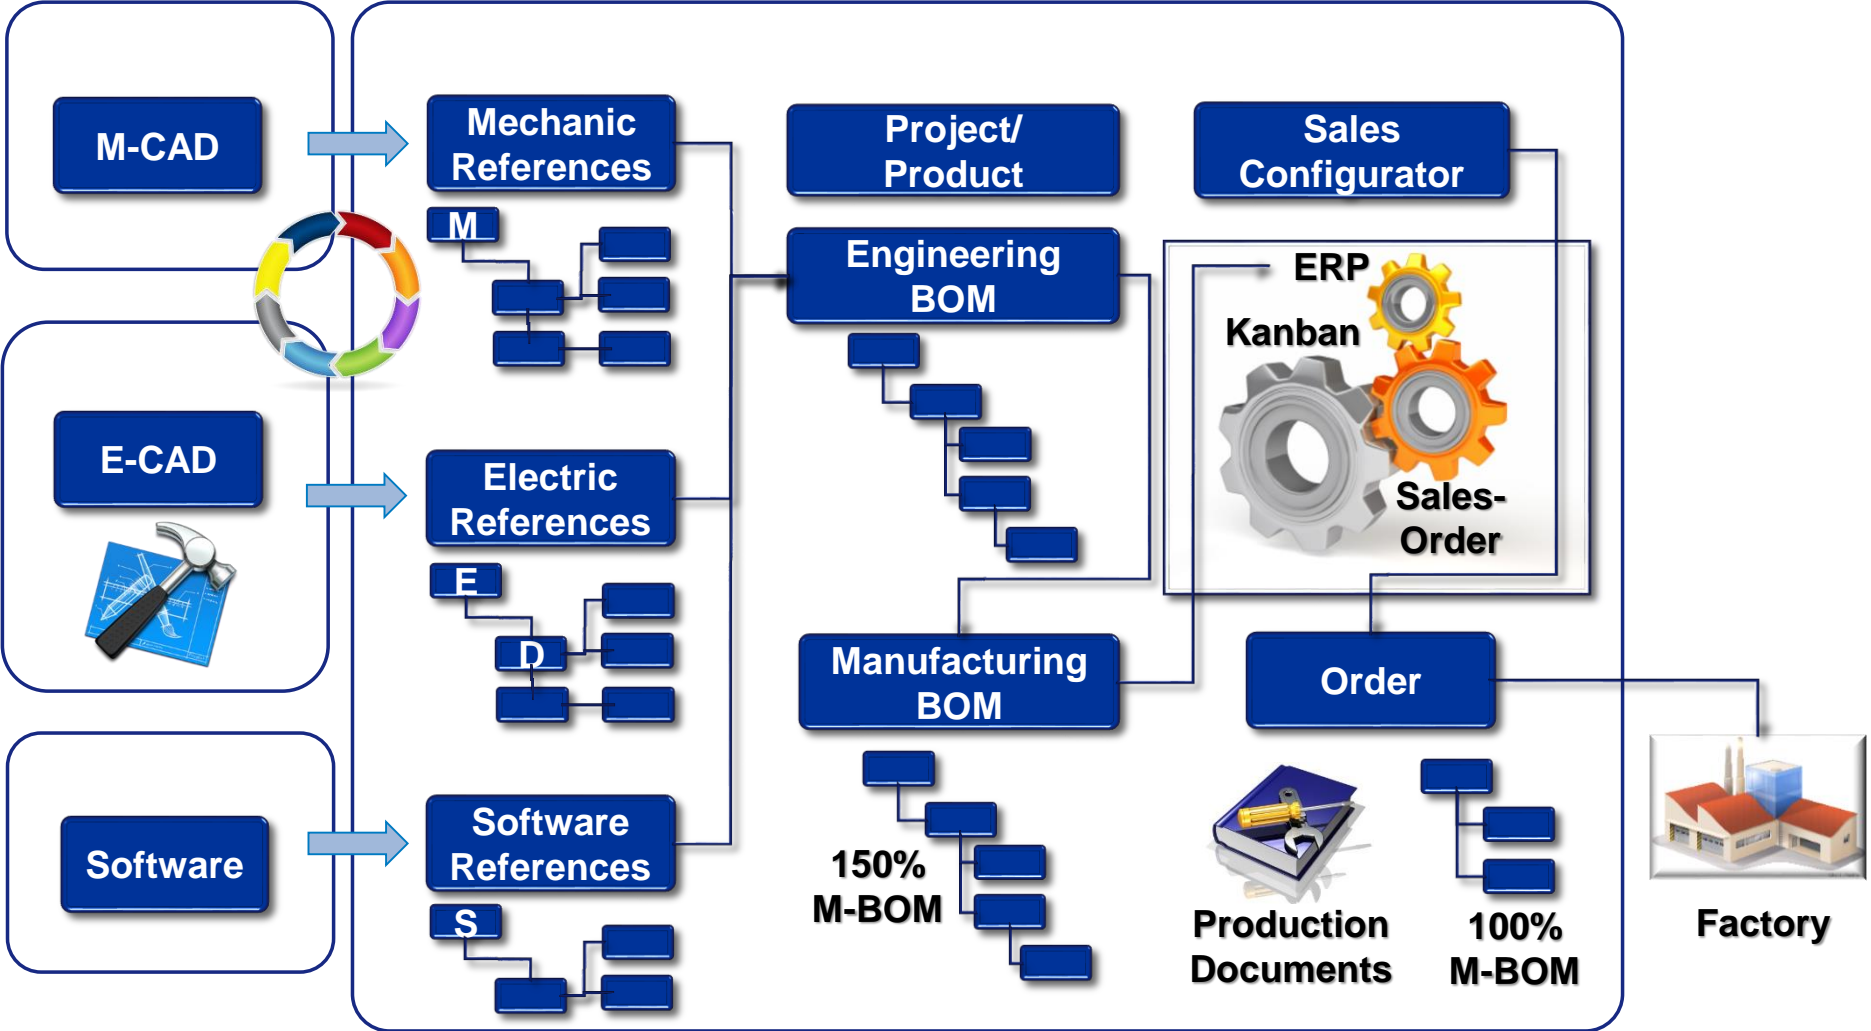 M-CAD
Mechanic
References
M
Project/
Product
Sales
Configurator
Engineering
BOM
ERP
Kanban
Sales-
Order
E-CAD
Electric
References
E
D
Manufacturing
BOM
Order
Software
Software
References
S
150%
M-BOM
Production
Documents
100%
M-BOM
Factory